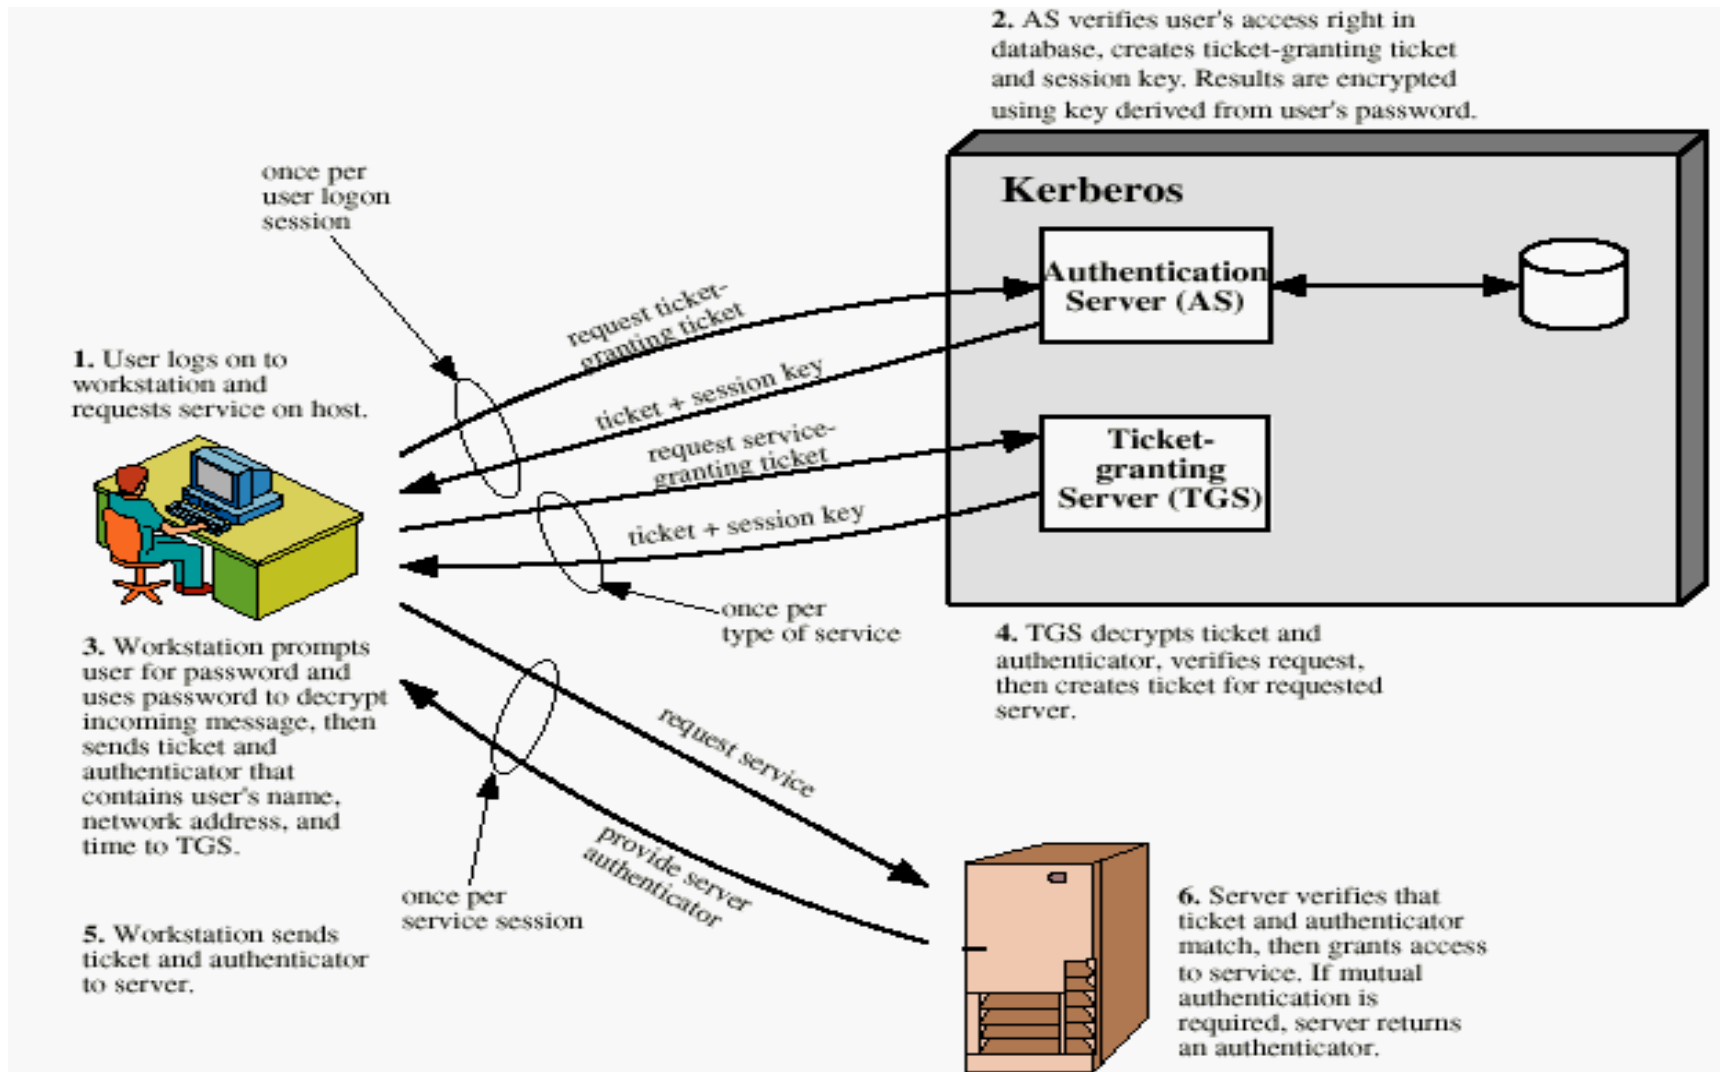 2. AS verifies user's access right in
database, creates ticket-granting ticket
and session key. Results are encrypted
using key derived from user's password.
once per
user logon
session
Kerberos
Authentication
Server (AS)
request ticket-
granting ticket
1. User logs on to
workstation and
requests service on host.
ticket + session key
request service-
granting ticket
Ticket-
granting
Server (TGS)
ticket + session key
once per
type of service
3. Workstation prompts
user for password and
uses password to decrypt
incoming message, then
sends ticket and
authenticator that
contains user's name,
network address, and
time to TGS.
4. TGS decrypts ticket and
authenticator, verifies request,
then creates ticket for requested
server.
request service
provide server
authenticator
once per
service session
5. Workstation sends
ticket and authenticator
to server.
6. Server verifies that
ticket and authenticator
match, then grants access
to service. If mutual
authentication is
required, server returns
an authenticator.